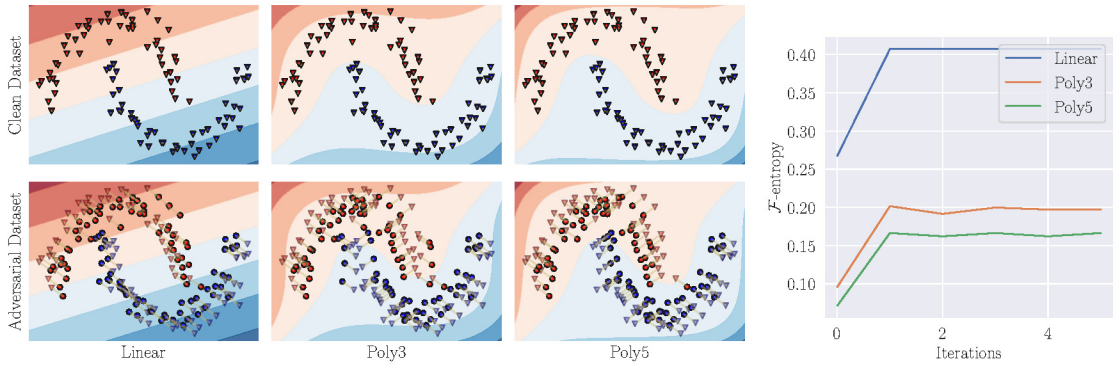 Clean Dataset
Adversarial Dataset
Linear
Poly3
Poly5
0.40
0.35
0.30
0.25
0.20
0.15
0.10
0
2
4
Iterations
𝓕-entropy
Linear
Poly3
Poly5